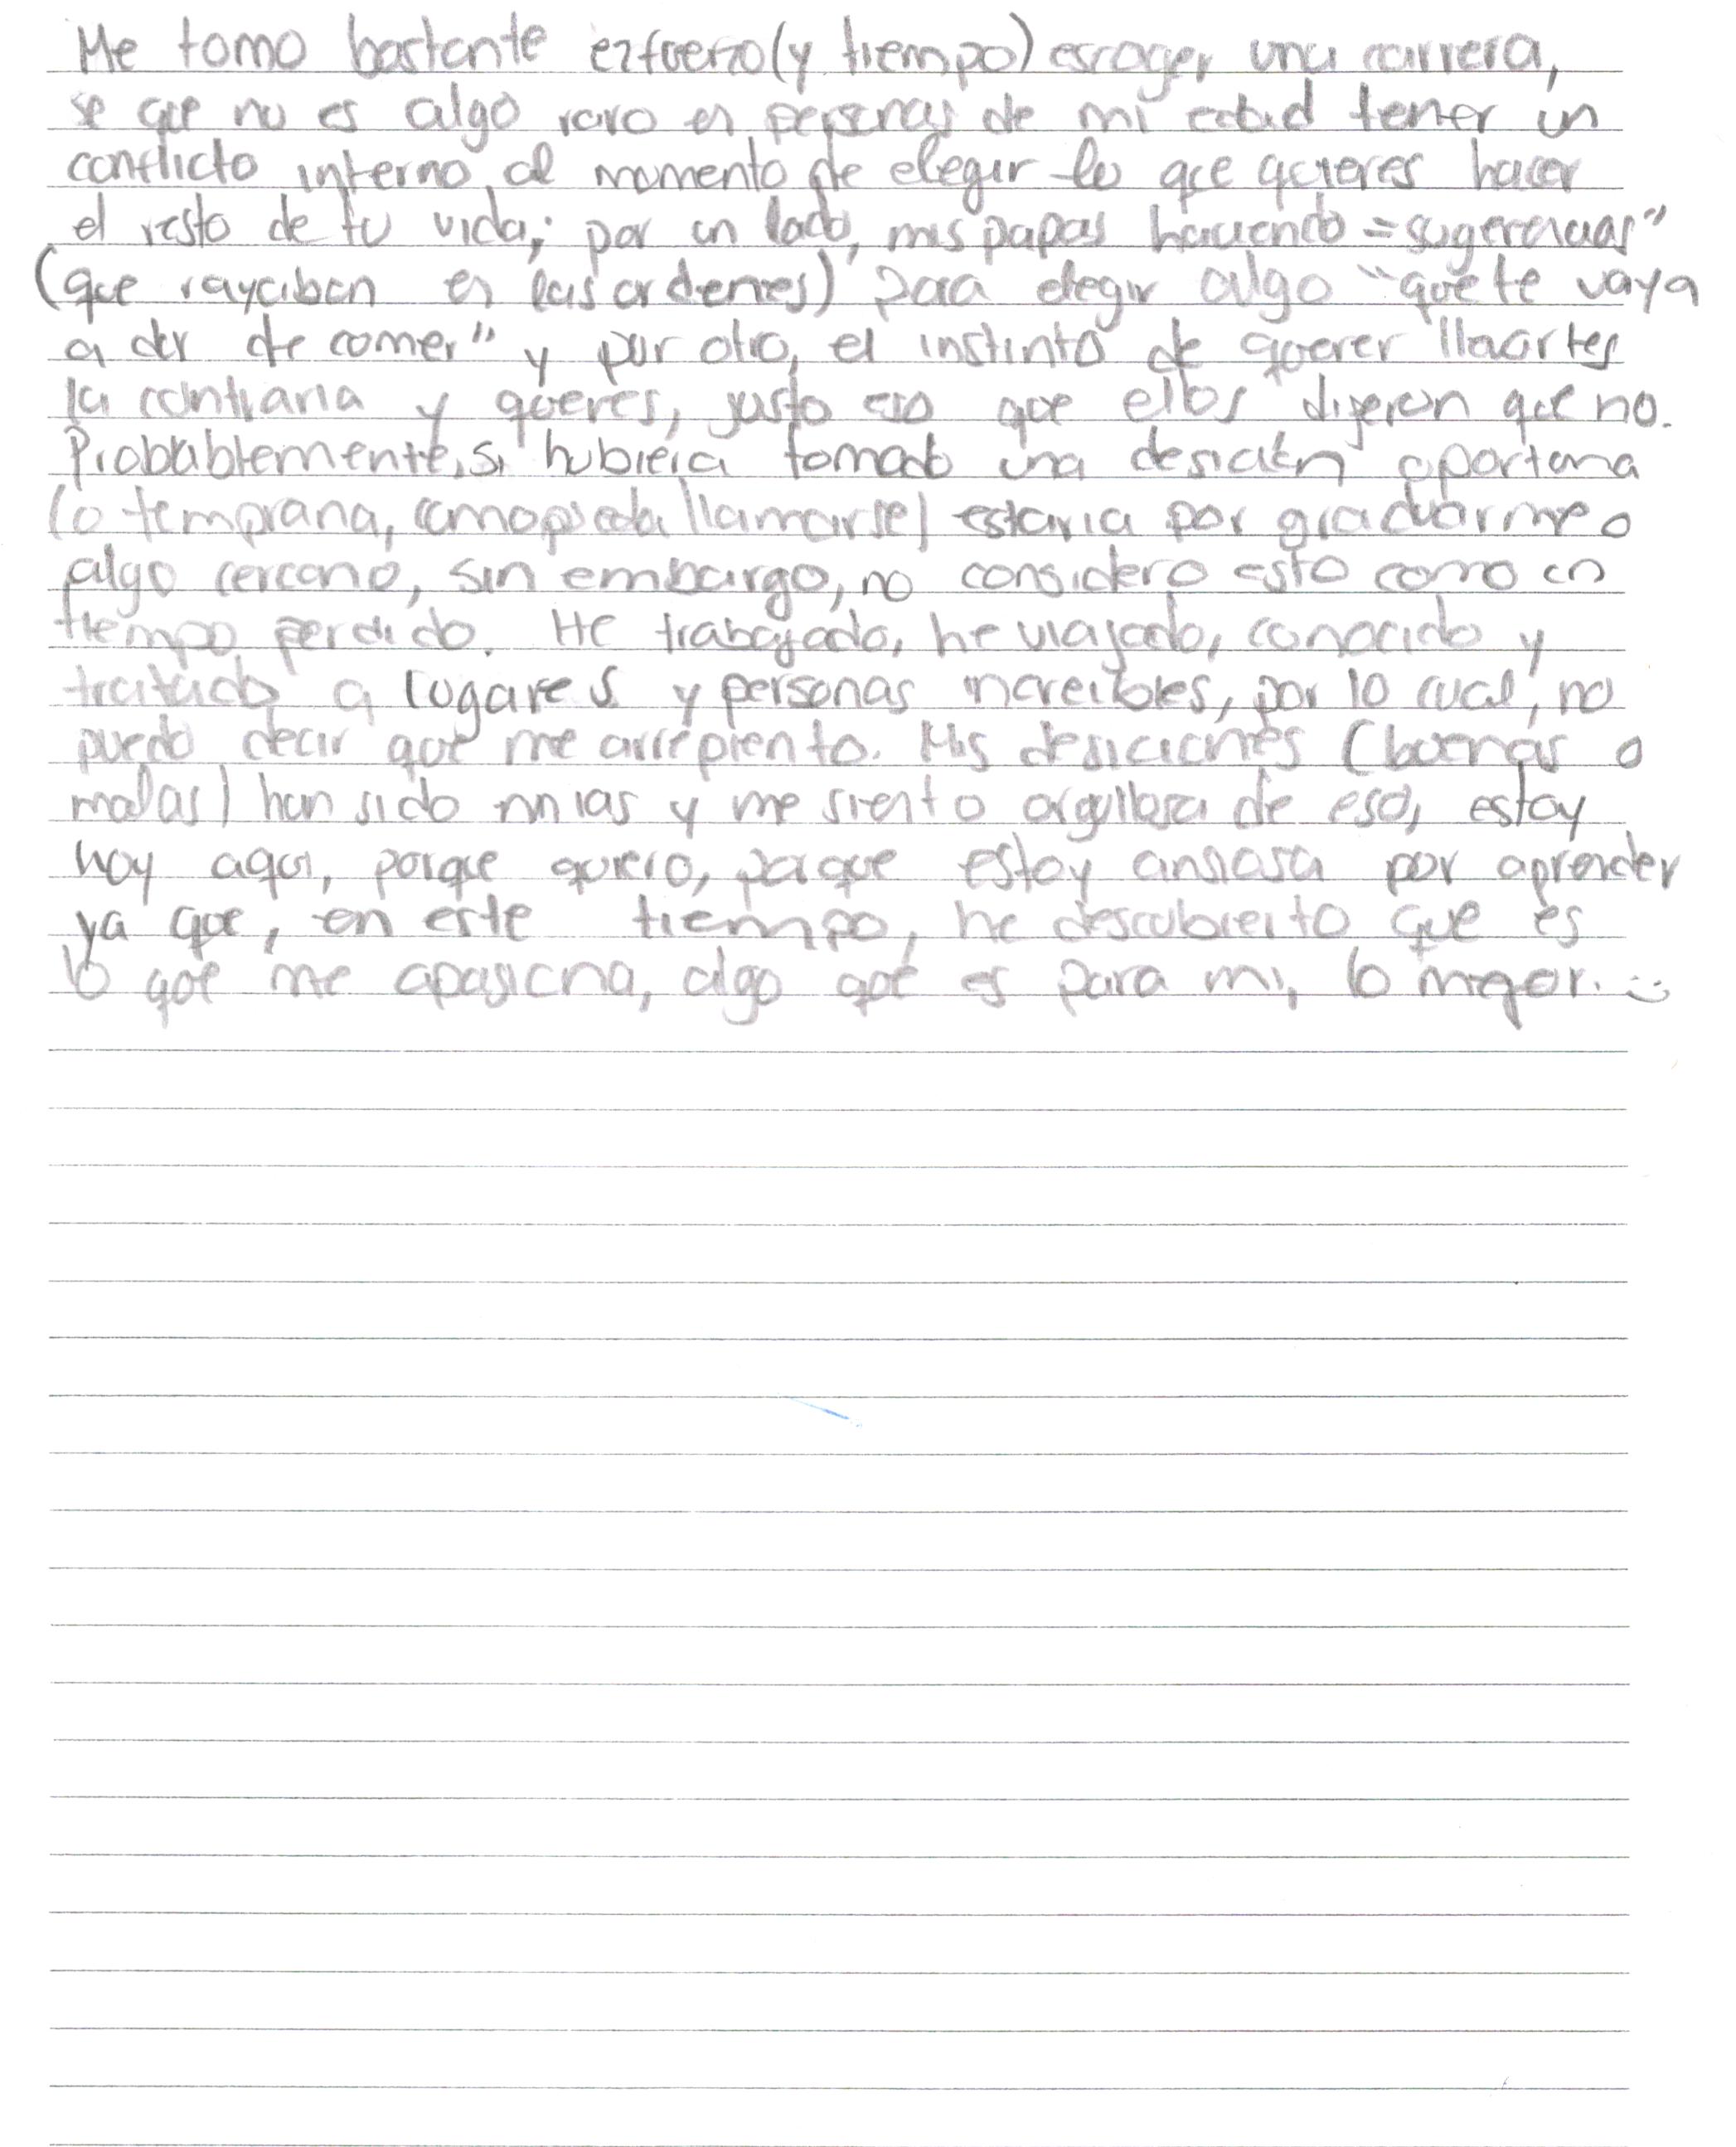 Me tomo bastante ezfuerzo (y tiempo) escoger una carrera,
se que no es algo raro en personas de mi edad tener un
conflicto interno al momento de elegir lo que quieres hacer
el resto de tu vida; por un lado, mis papas haciendo "sugerencias"
(que rayaban en las ordenes) para elegir algo "que te vaya
a dar de comer" y por otro, el instinto de querer llevartes
la contraria y quieres, justo eso que ellos dijeron que no.
Probablemente, si hubiera tomado una desición oportuna
(o temprana, como pueda llamarse) estaria por graduarme o
algo cercano, sin embargo, no considero esto como un
tiempo perdido. He trabajado, he viajado, conocido y
tratado a lugares y personas increibles, por lo cual, no
puedo decir que me arrepiento. Mis desiciones (buenas o
malas) han sido mias y me siento orgullosa de eso, estoy
hoy aqui, porque quiero, porque estoy ansiosa por aprender
ya que, en este tiempo, he descubierto que es
lo que me apasiona, algo que es para mi, lo mejor. :)